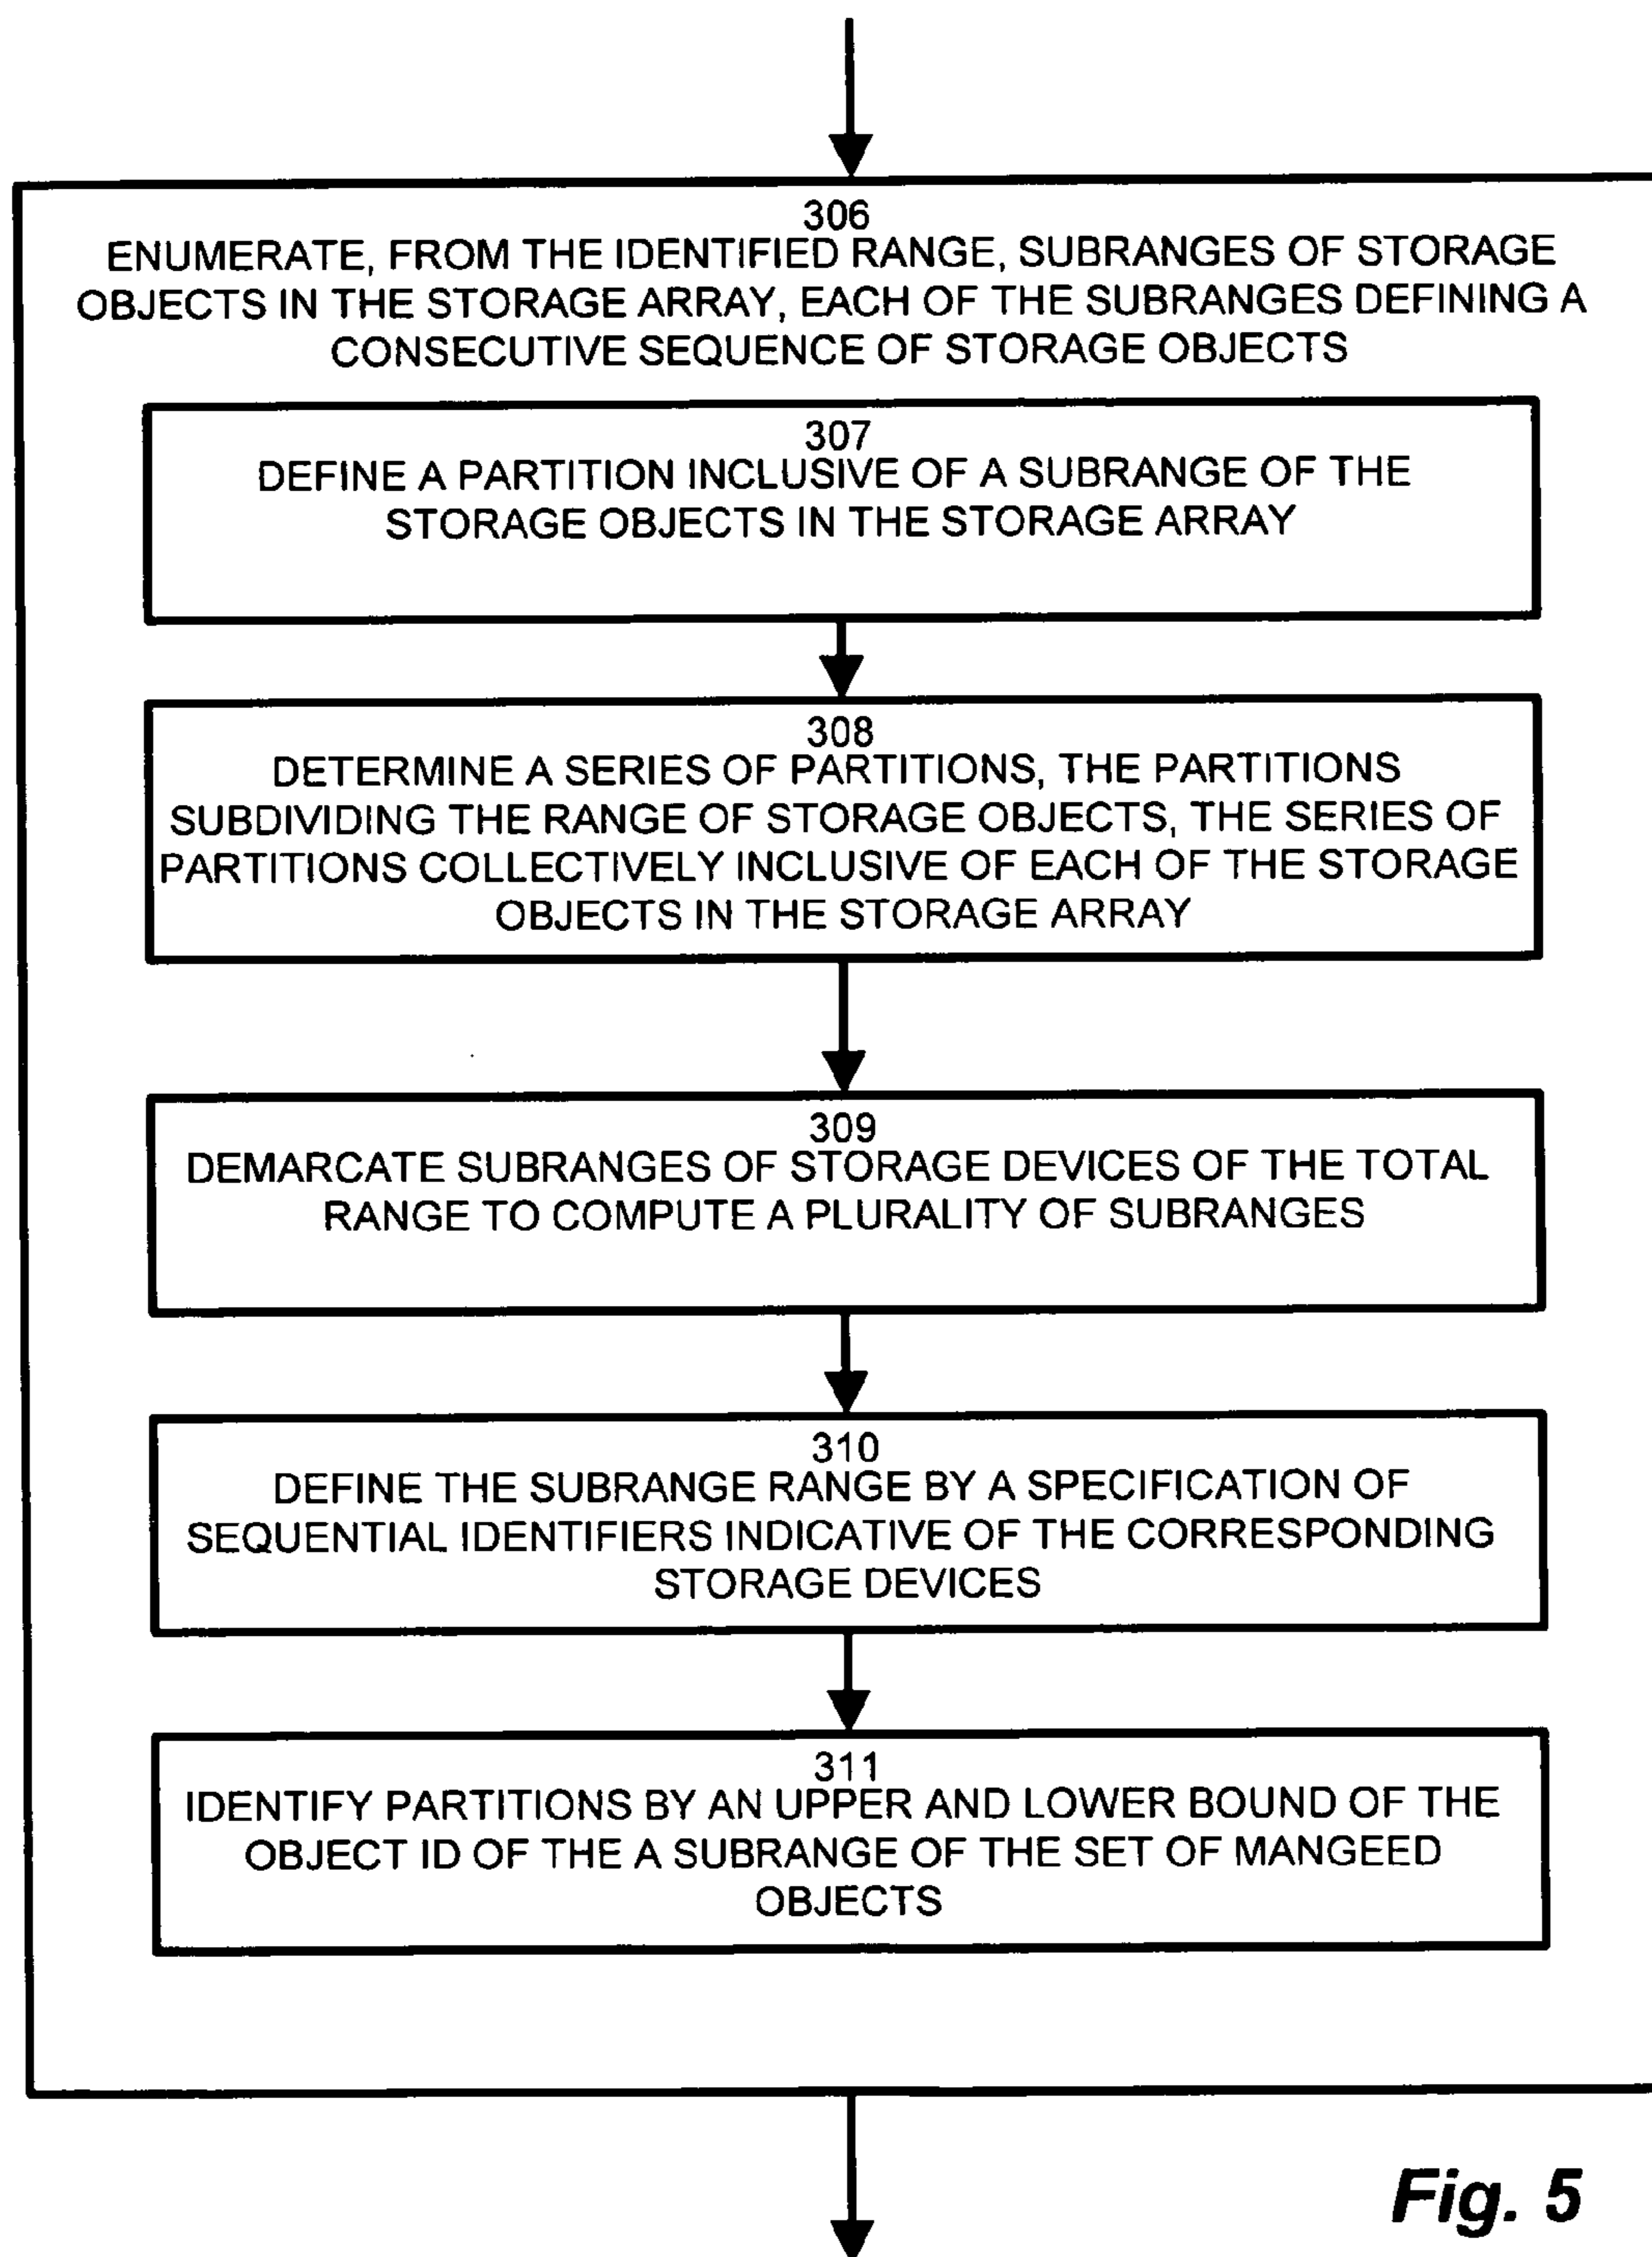 306
ENUMERATE, FROM THE IDENTIFIED RANGE, SUBRANGES OF STORAGE
OBJECTS IN THE STORAGE ARRAY, EACH OF THE SUBRANGES DEFINING A
CONSECUTIVE SEQUENCE OF STORAGE OBJECTS
307
DEFINE A PARTITION INCLUSIVE OF A SUBRANGE OF THE
STORAGE OBJECTS IN THE STORAGE ARRAY
308
DETERMINE A SERIES OF PARTITIONS, THE PARTITIONS
SUBDIVIDING THE RANGE OF STORAGE OBJECTS, THE SERIES OF
PARTITIONS COLLECTIVELY INCLUSIVE OF EACH OF THE STORAGE
OBJECTS IN THE STORAGE ARRAY
309
DEMARCATE SUBRANGES OF STORAGE DEVICES OF THE TOTAL
RANGE TO COMPUTE A PLURALITY OF SUBRANGES
310
DEFINE THE SUBRANGE RANGE BY A SPECIFICATION OF
SEQUENTIAL IDENTIFIERS INDICATIVE OF THE CORRESPONDING
STORAGE DEVICES
311
IDENTIFY PARTITIONS BY AN UPPER AND LOWER BOUND OF THE
OBJECT ID OF THE A SUBRANGE OF THE SET OF MANGEED
OBJECTS
Fig. 5